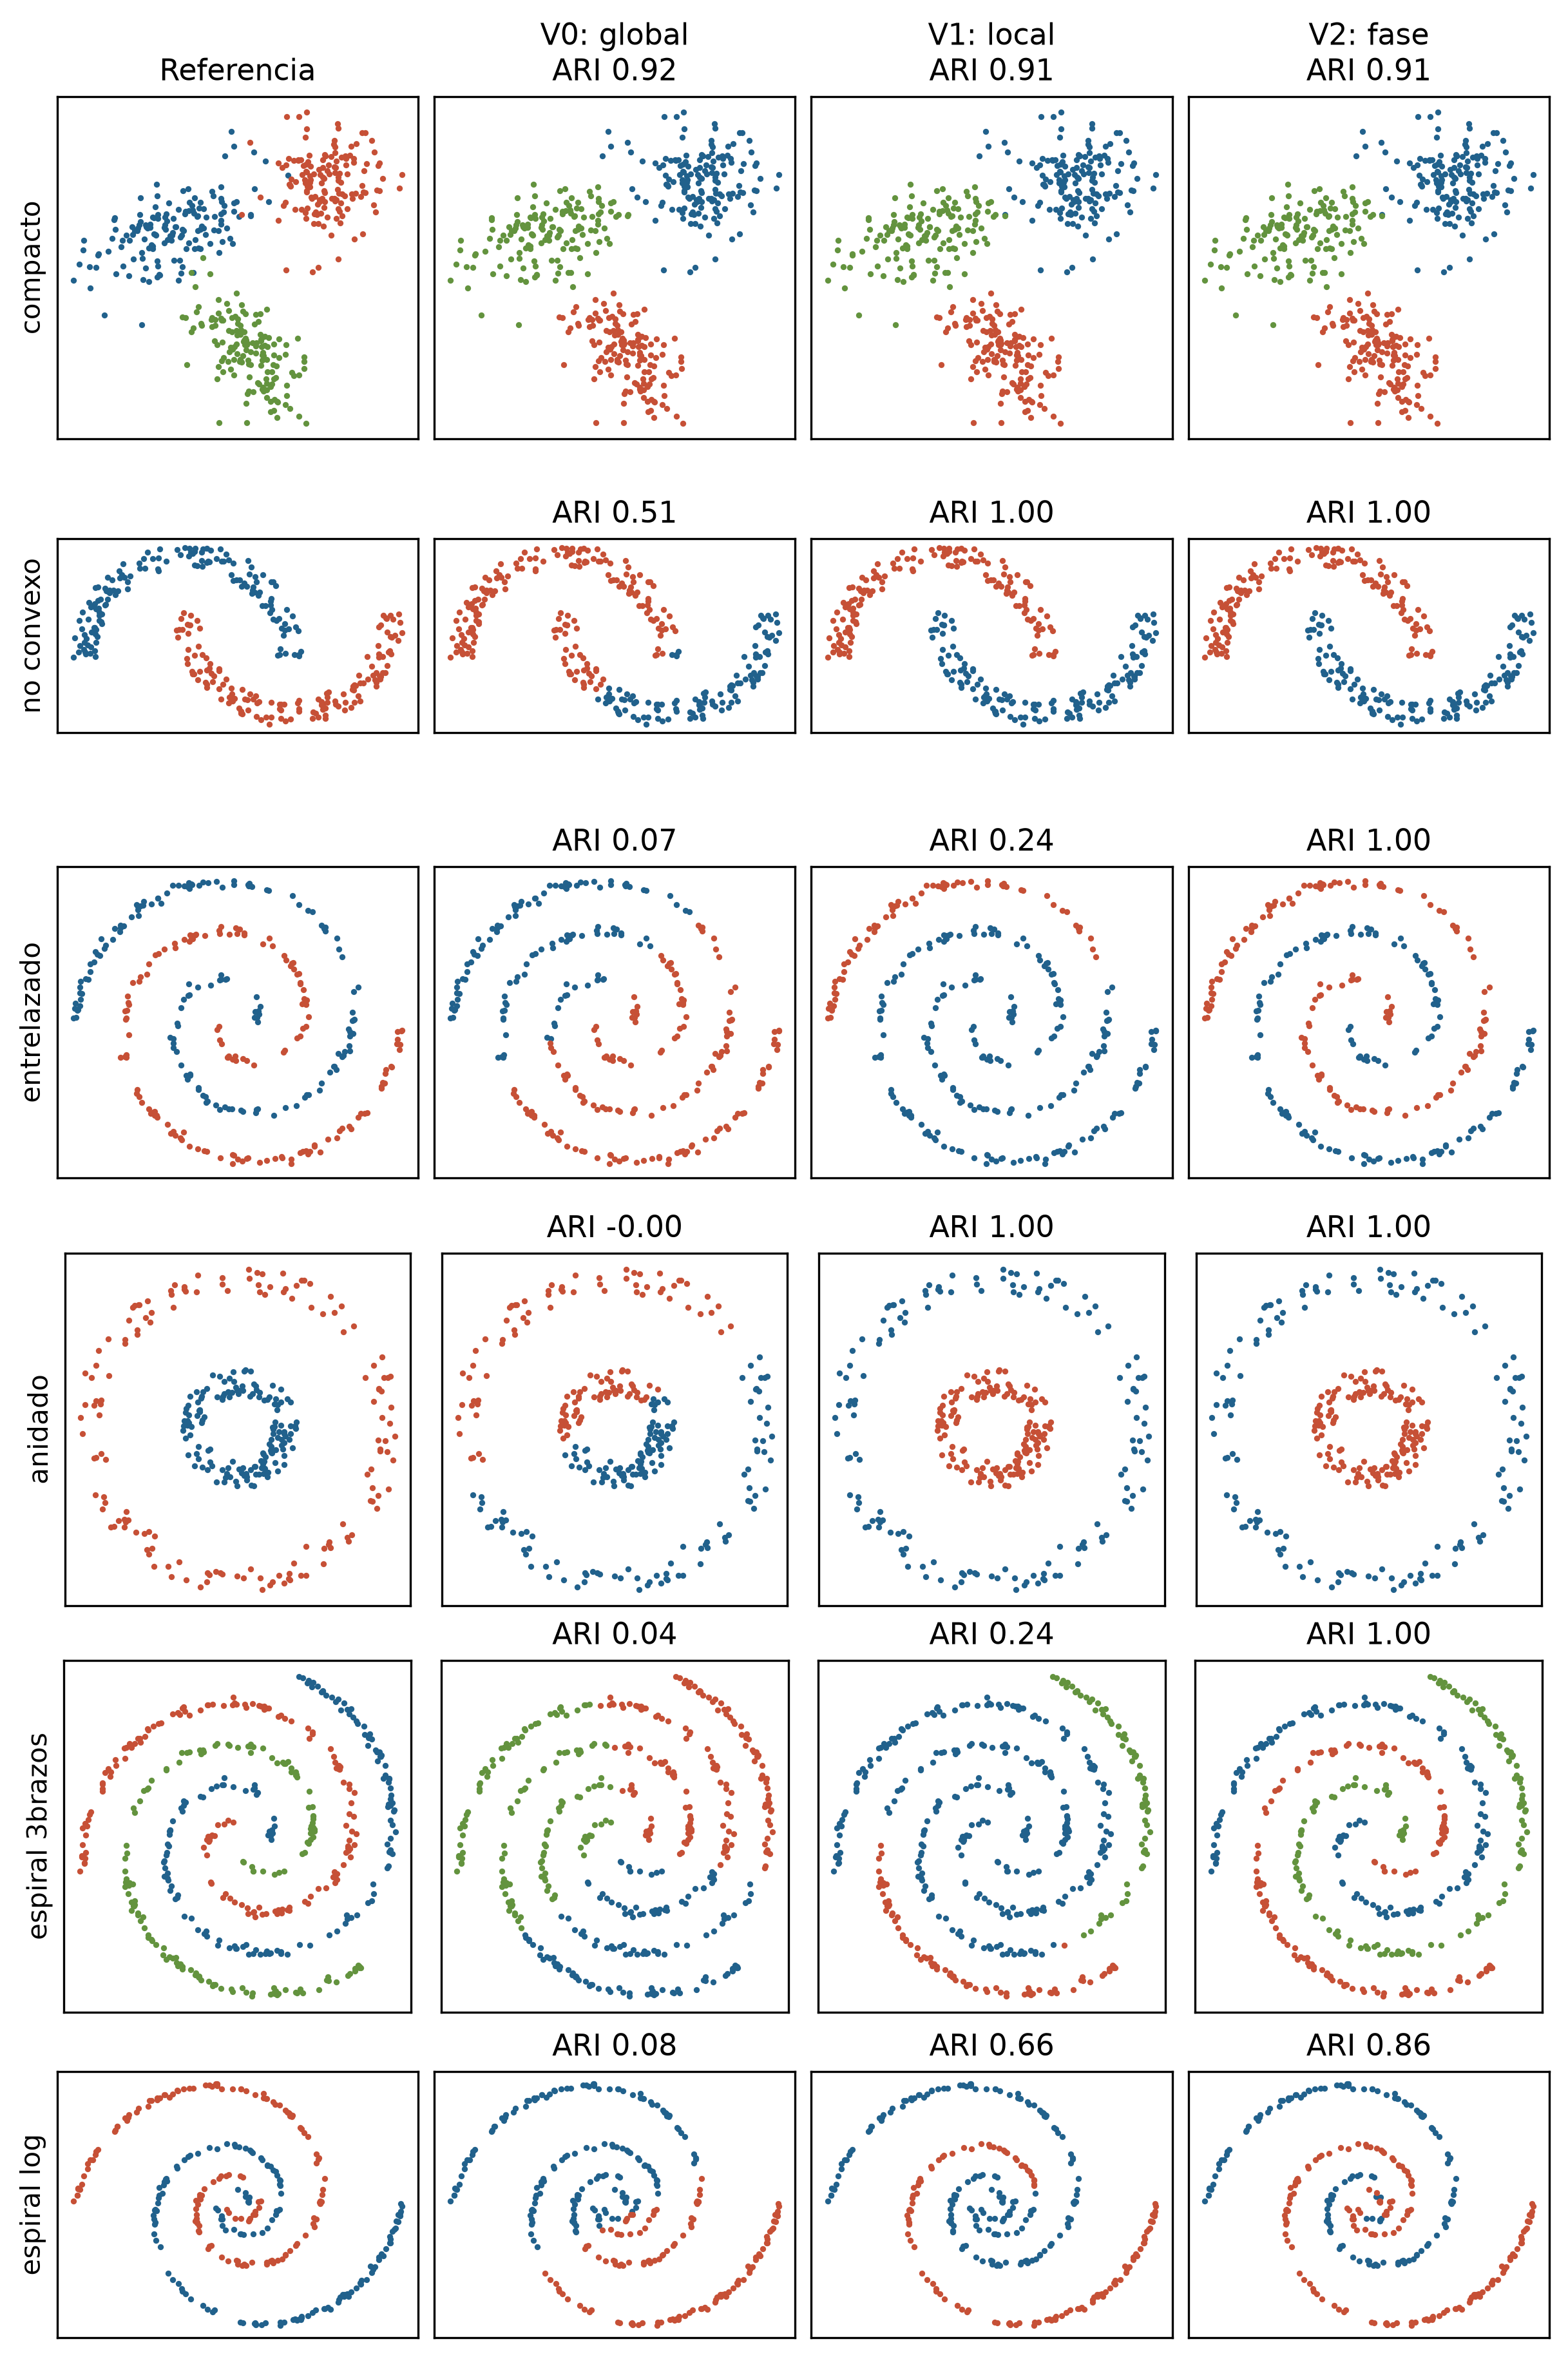 V0: global
V1: local
V2: fase
Referencia
ARI 0.92
ARI 0.91
ARI 0.91
compacto
ARI 0.51
ARI 1.00
ARI 1.00
no convexo
ARI 0.07
ARI 0.24
ARI 1.00
entrelazado
ARI -0.00
ARI 1.00
ARI 1.00
anidado
ARI 0.04
ARI 0.24
ARI 1.00
espiral 3brazos
ARI 0.08
ARI 0.66
ARI 0.86
espiral log